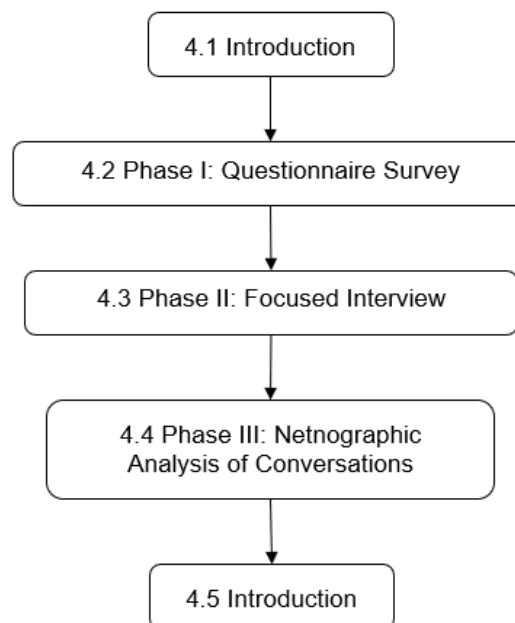 4.1 Introduction
4.2 Phase I: Questionnaire Survey
4.3 Phase II: Focused Interview
4.4 Phase III: Netnographic
Analysis of Conversations
4.5 Introduction